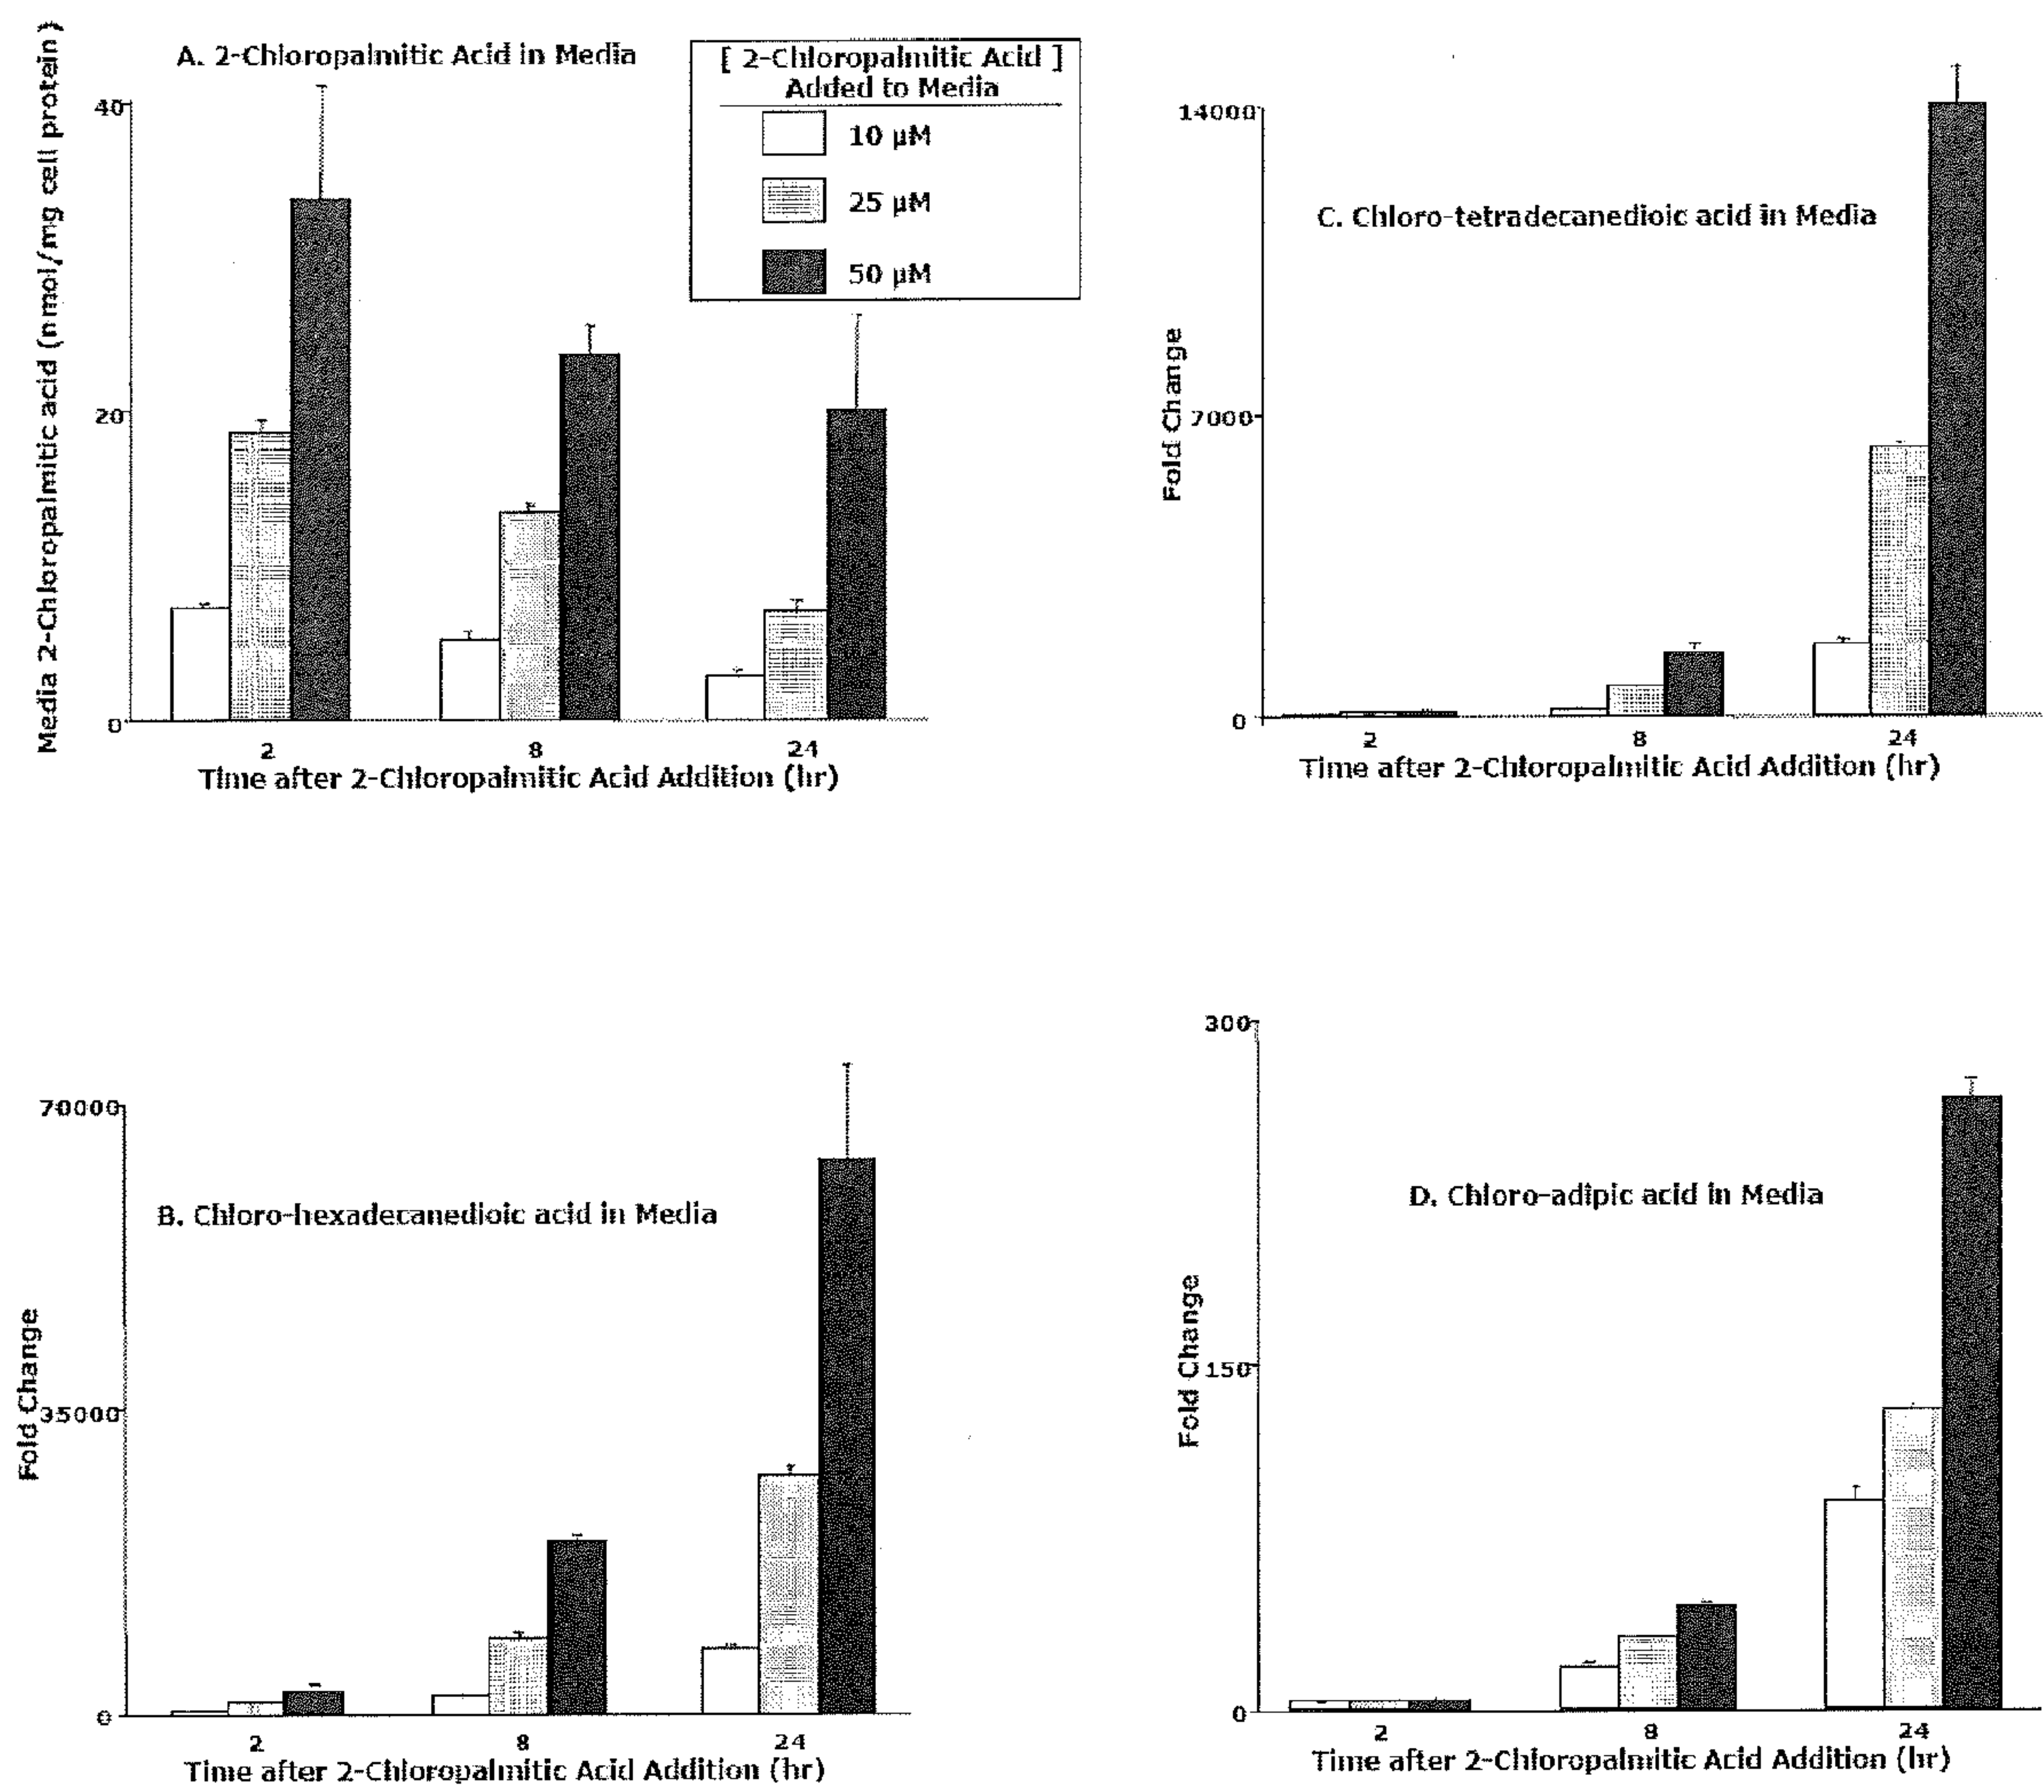 A. 2-Chloropalmitic Acid in Media
Media 2-Chloropalmitic acid (nmol/mg cell protein)
40
20
0
2 8 24
Time after 2-Chloropalmitic Acid Addition (hr)
[ 2-Chloropalmitic Acid ]
Added to Media
10 µM
25 µM
50 µM
C. Chloro-tetradecanedioic acid in Media
Fold Change
14000
7000
0
2 8 24
Time after 2-Chloropalmitic Acid Addition (hr)
B. Chloro-hexadecanedioic acid in Media
Fold Change
70000
35000
0
2 8 24
Time after 2-Chloropalmitic Acid Addition (hr)
D. Chloro-adipic acid in Media
Fold Change
300
150
0
2 8 24
Time after 2-Chloropalmitic Acid Addition (hr)